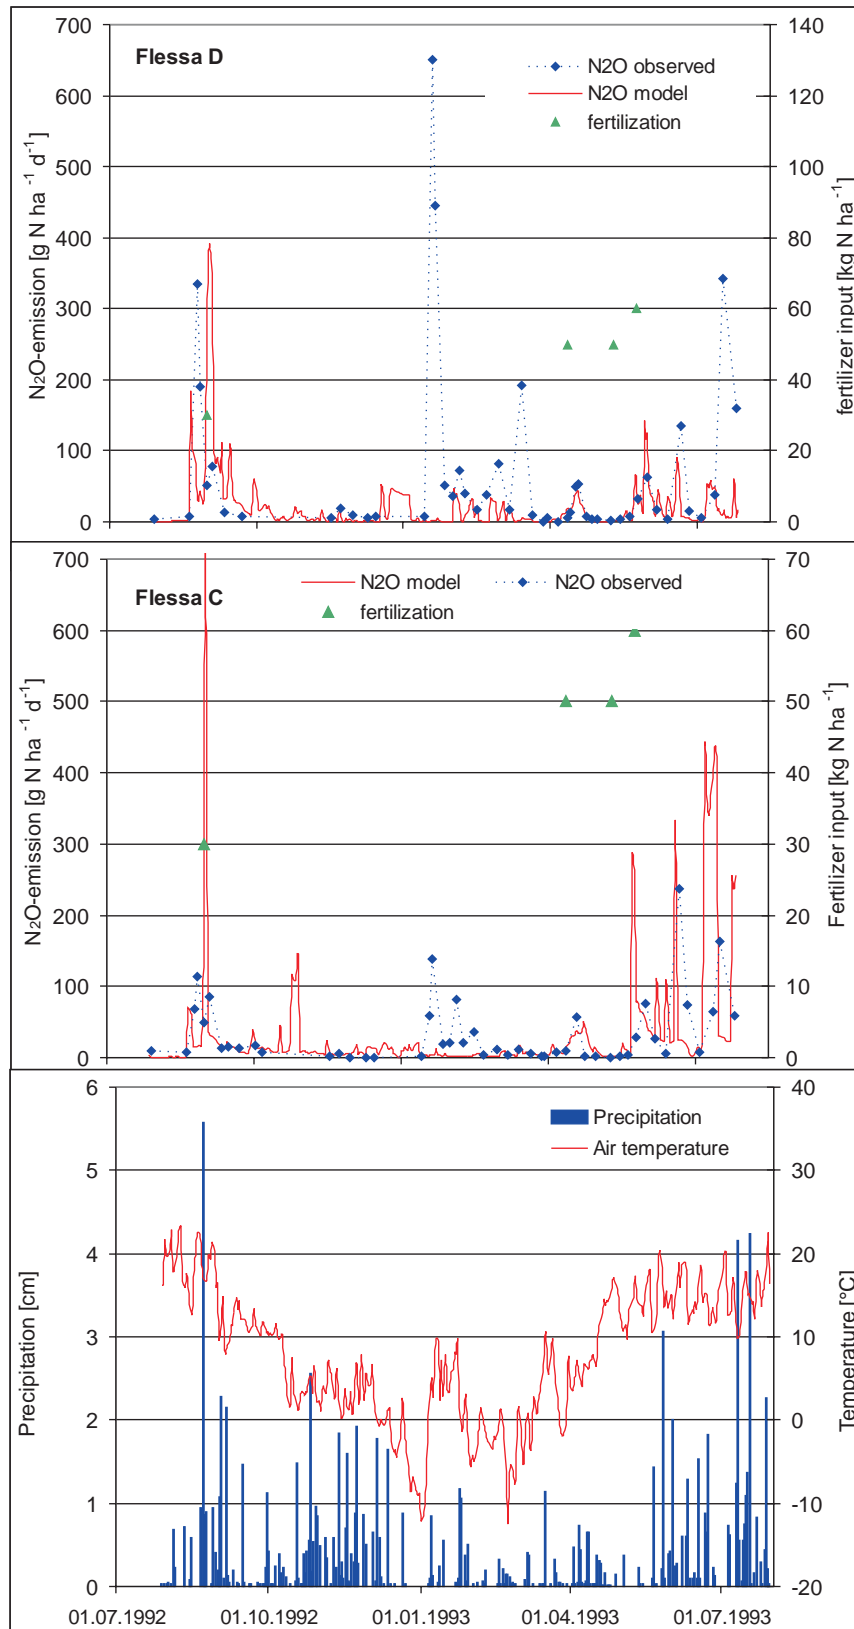 Flessa D
N2O observed
N2O model
fertilization
700
600
500
400
300
200
100
0
N2O-emission [g N ha -1 d-1]
140
120
100
80
60
40
20
0
fertilizer input [kg N ha-1]
Flessa C
N2O model N2O observed
fertilization
700
600
500
400
300
200
100
0
N2O-emission [g N ha -1 d-1]
70
60
50
40
30
20
10
0
Fertilizer input [kg N ha-1]
Precipitation
Air temperature
6
5
4
3
2
1
0
Precipitation [cm]
40
30
20
10
0
-10
-20
Temperature [°C]
01.07.1992 01.10.1992 01.01.1993 01.04.1993 01.07.1993